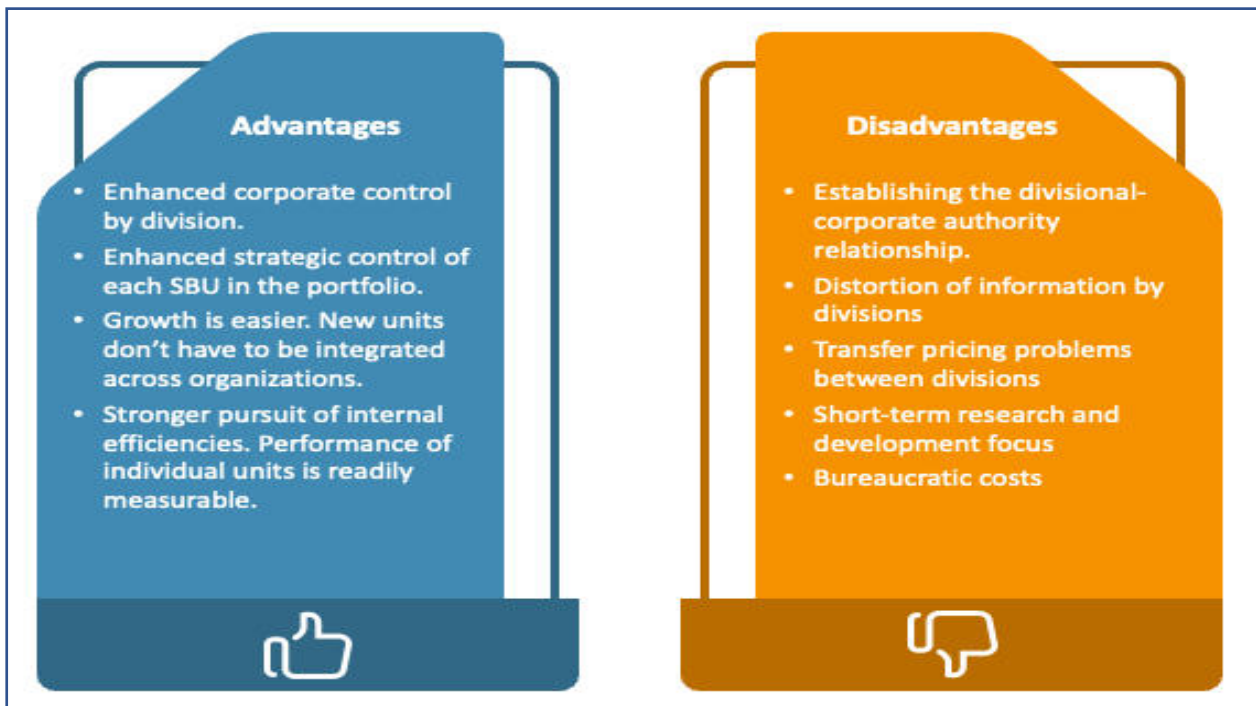 Advantages
• Enhanced corporate control
by division.
• Enhanced strategic control of
each SBU in the portfolio.
• Growth is easier. New units
don't have to be integrated
across organizations.
• Stronger pursuit of internal
efficiencies. Performance of
individual units is readily
measurable.
Disadvantages
• Establishing the divisional-
corporate authority
relationship.
• Distortion of information by
divisions
• Transfer pricing problems
between divisions
• Short-term research and
development focus
• Bureaucratic costs